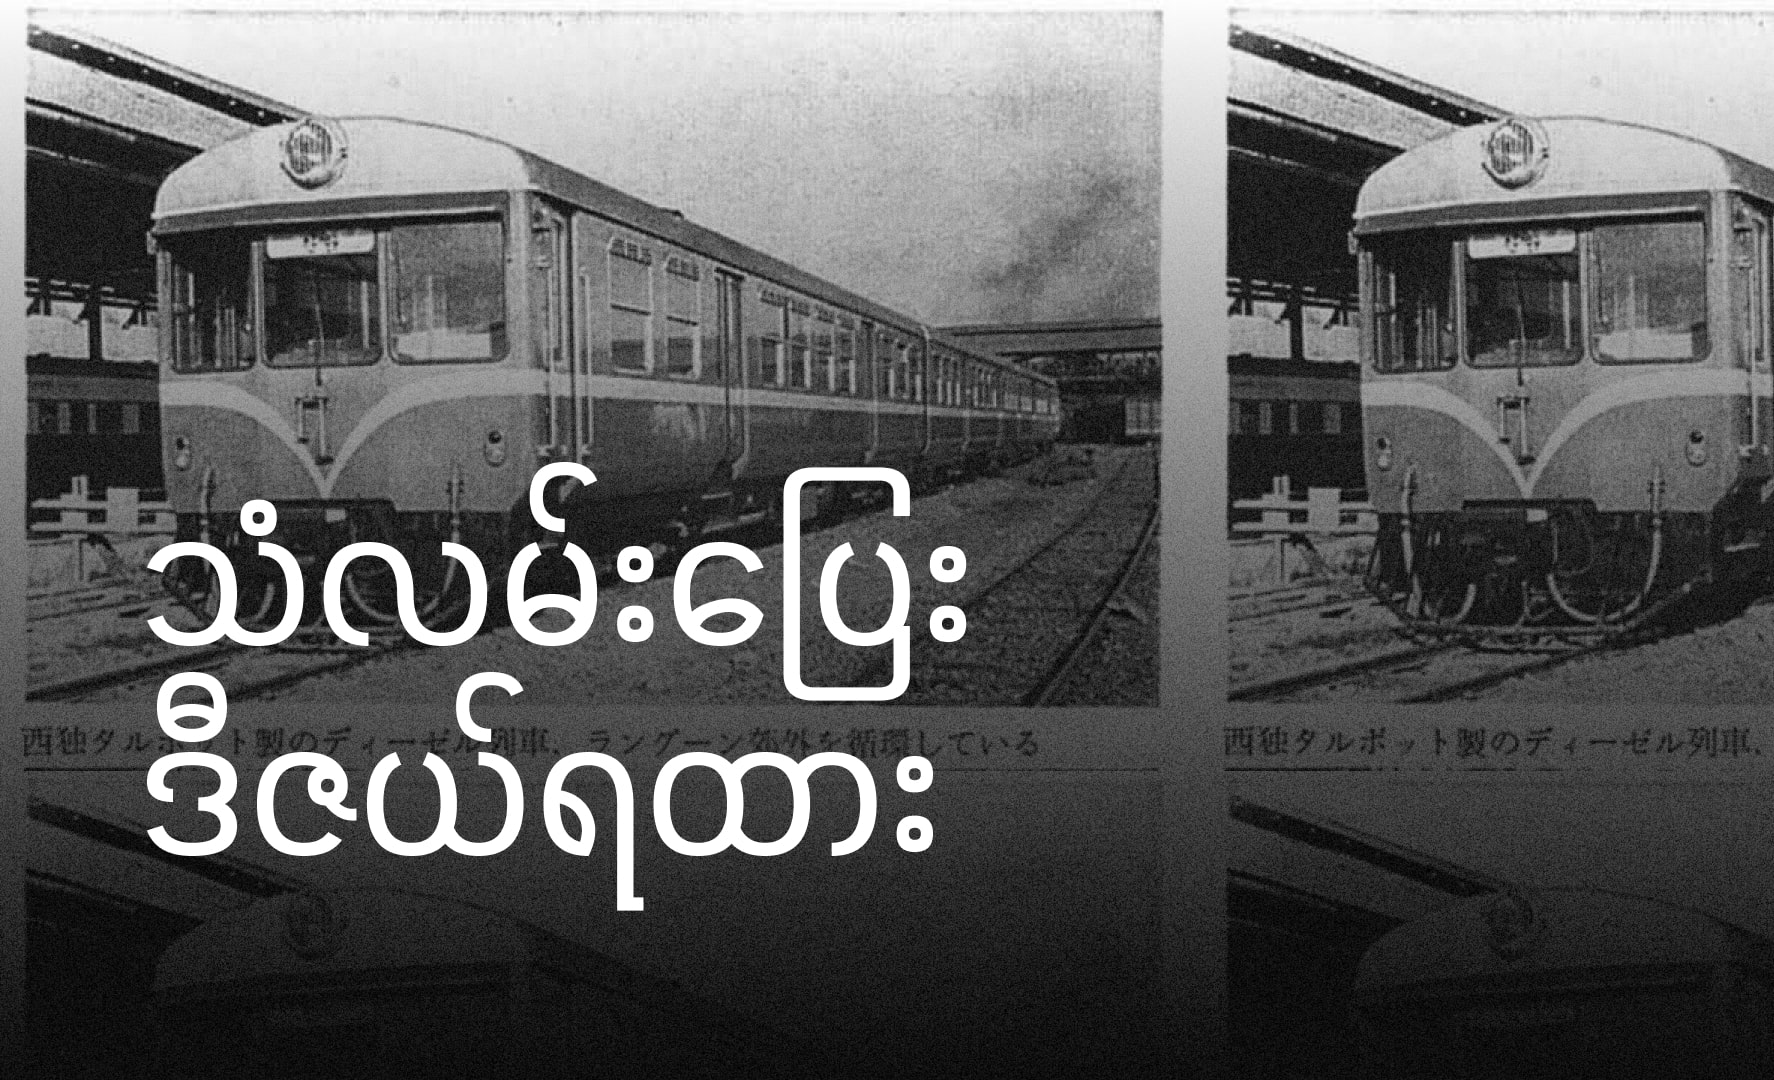 သံလမ်းပြေး
ဒီဇယ်ရထား
西独タルボット製のディーゼル列車、ラングーン郊外を循環している
西独タルボット製のディーゼル列車、